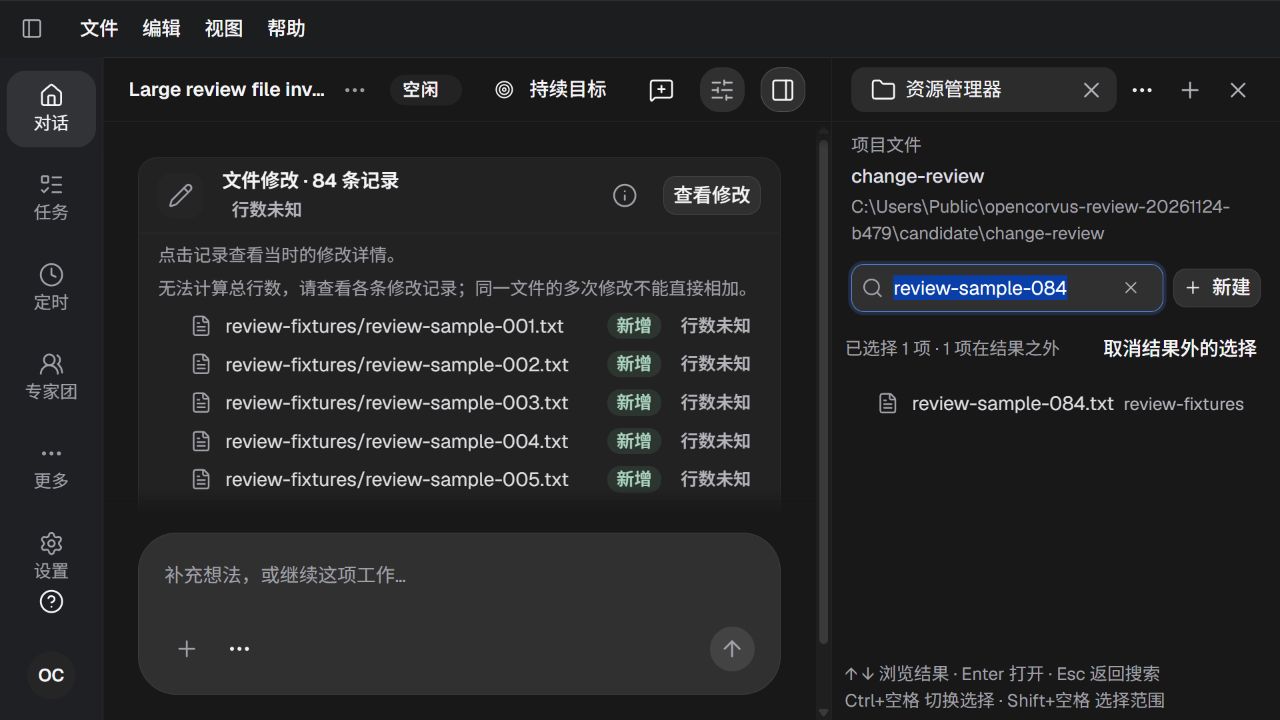 文件 编辑 视图 帮助
对话
任务
定时
专家团
更多
设置
OC
Large review file inv... 空闲 持续目标
文件修改 · 84 条记录
行数未知
查看修改
点击记录查看当时的修改详情。
无法计算总行数，请查看各条修改记录；同一文件的多次修改不能直接相加。
review-fixtures/review-sample-001.txt 新增 行数未知
review-fixtures/review-sample-002.txt 新增 行数未知
review-fixtures/review-sample-003.txt 新增 行数未知
review-fixtures/review-sample-004.txt 新增 行数未知
review-fixtures/review-sample-005.txt 新增 行数未知
补充想法，或继续这项工作...
资源管理器
项目文件
change-review
C:\Users\Public\opencorvus-review-20261124-
b479\candidate\change-review
review-sample-084 新建
已选择 1 项 · 1 项在结果之外 取消结果外的选择
review-sample-084.txt review-fixtures
↑↓ 浏览结果 · Enter 打开 · Esc 返回搜索
Ctrl+空格 切换选择 · Shift+空格 选择范围